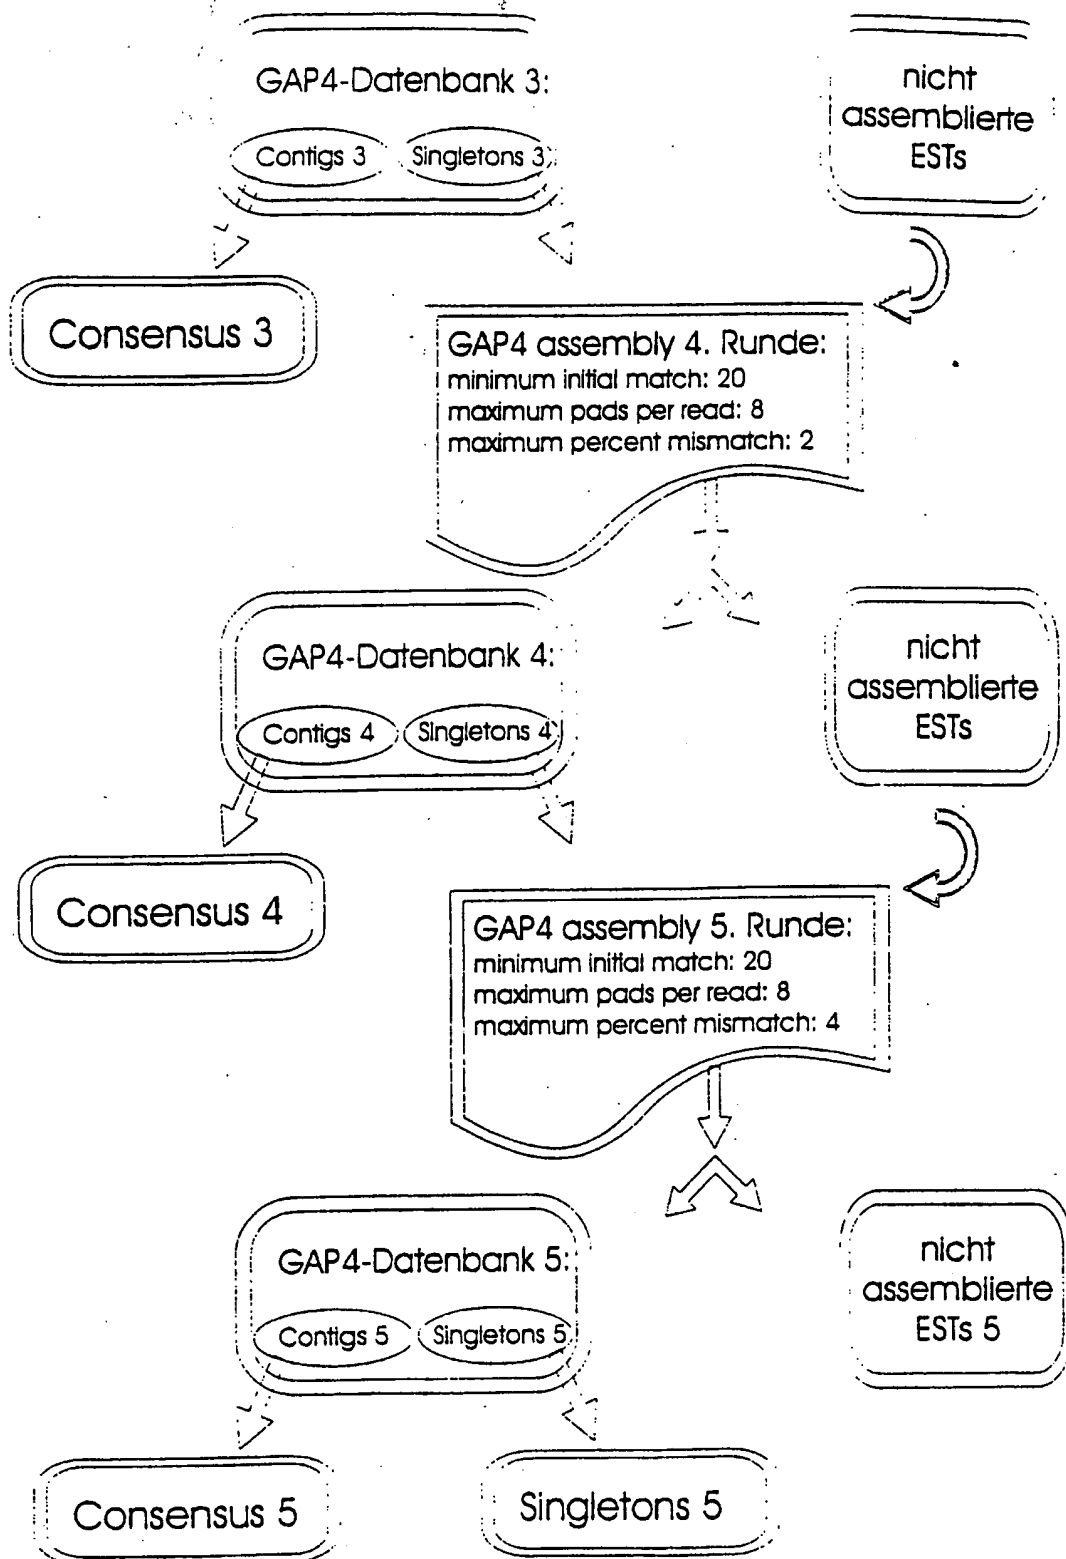 GAP4-Datenbank 3:
Contigs 3
Singletons 3
nicht
assemblierte
ESTs
Consensus 3
GAP4 assembly 4. Runde:
minimum initial match: 20
maximum pads per read: 8
maximum percent mismatch: 2
GAP4-Datenbank 4:
Contigs 4
Singletons 4
nicht
assemblierte
ESTs
Consensus 4
GAP4 assembly 5. Runde:
minimum initial match: 20
maximum pads per read: 8
maximum percent mismatch: 4
GAP4-Datenbank 5:
Contigs 5
Singletons 5
nicht
assemblierte
ESTs 5
Consensus 5
Singletons 5